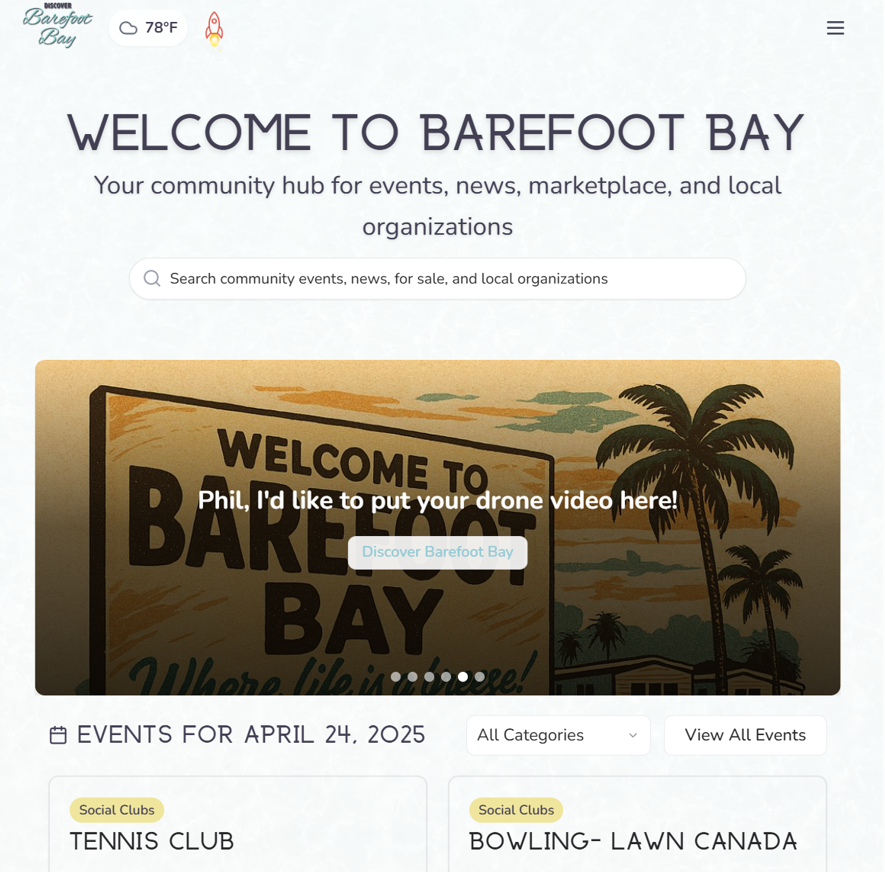 DISCOVER
Barefoot
Bay
78°F
WELCOME TO BAREFOOT BAY
Your community hub for events, news, marketplace, and local
organizations
Search community events, news, for sale, and local organizations
WELCOME TO
BAREFOOT
BAY
Where life is a breeze!
Phil, I'd like to put your drone video here!
Discover Barefoot Bay
EVENTS FOR APRIL 24, 2025
All Categories
View All Events
Social Clubs
TENNIS CLUB
Social Clubs
BOWLING- LAWN CANADA